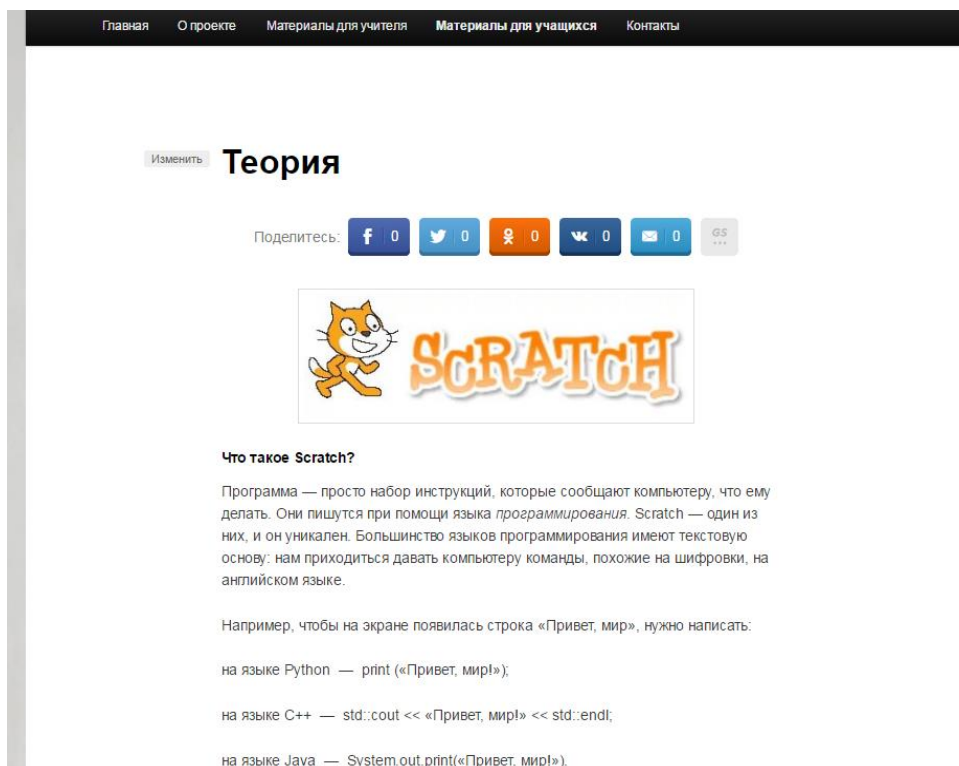 Главная О проекте Материалы для учителя Материалы для учащихся Контакты
Изменить Теория
Поделитесь: 0 0 0 0 0 GS
SCRATCH
Что такое Scratch?
Программа — просто набор инструкций, которые сообщают компьютеру, что ему
делать. Они пишутся при помощи языка программирования. Scratch — один из
них, и он уникален. Большинство языков программирования имеют текстовую
основу: нам приходиться давать компьютеру команды, похожие на шифровки, на
английском языке.
Например, чтобы на экране появилась строка «Привет, мир», нужно написать:
на языке Python — print («Привет, мир!»);
на языке C++ — std::cout << «Привет, мир!» << std::endl;
на языке Java — System.out.print(«Привет, мир!»).